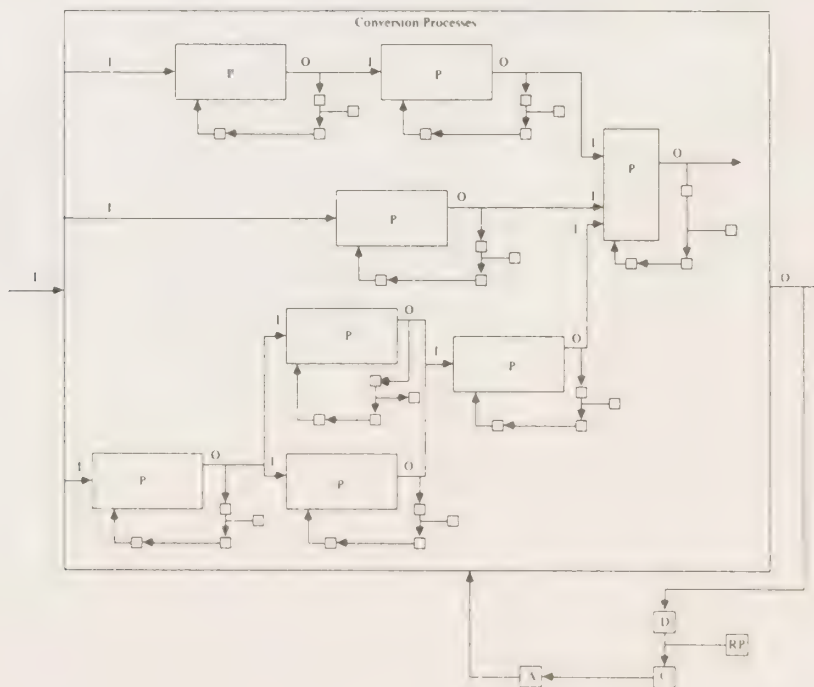 Conversion Processes
I P O I P O
I P O
I P O
I
I P O
I
O
I P O
I P O
I P O
I P O
D
RP
A C